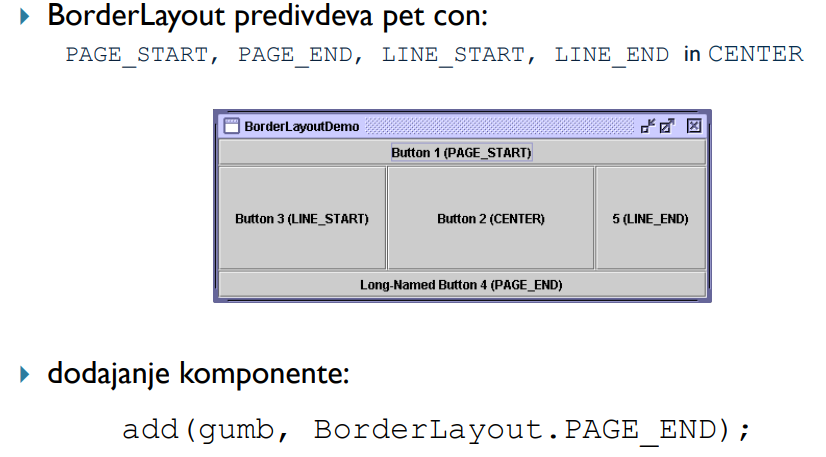 BorderLayout predivdeva pet con:
PAGE_START, PAGE_END, LINE_START, LINE_END in CENTER
BorderLayoutDemo
Button 1 (PAGE_START)
Button 3 (LINE_START) Button 2 (CENTER) 5 (LINE_END)
Long-Named Button 4 (PAGE_END)
dodajanje komponente:
add(gumb, BorderLayout.PAGE_END);